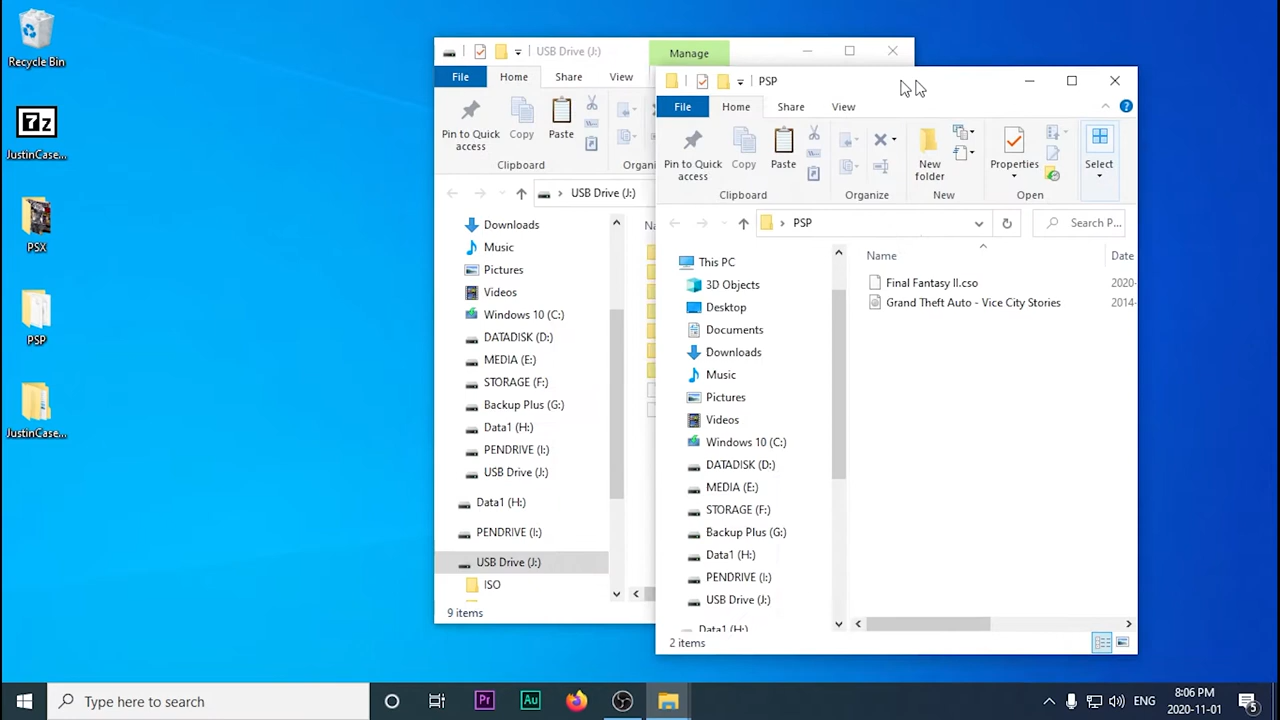 Recycle Bin
7z
JustinCase...
PSX
PSP
JustinCase...
USB Drive (J:)
Manage
File
Home
Share
View
Pin to Quick
access
Copy
Paste
Clipboard
Organi
USB Drive (J:)
Na
Downloads
Music
Pictures
Videos
Windows 10 (C:)
DATADISK (D:)
MEDIA (E:)
STORAGE (F:)
Backup Plus (G:)
Data1 (H:)
PENDRIVE (I:)
USB Drive (J:)
Data1 (H:)
PENDRIVE (I:)
USB Drive (J:)
ISO
9 items
PSP
File
Home
Share
View
Pin to Quick
access
Copy
Paste
Clipboard
Organize
New
folder
New
Properties
Open
Select
PSP
Search P...
This PC
3D Objects
Desktop
Documents
Downloads
Music
Pictures
Videos
Windows 10 (C:)
DATADISK (D:)
MEDIA (E:)
STORAGE (F:)
Backup Plus (G:)
Data1 (H:)
PENDRIVE (I:)
USB Drive (J:)
Data1 (H:)
Name
Date
Final Fantasy II.cso
2020-
Grand Theft Auto - Vice City Stories
2014-
2 items
Type here to search
Pr
Au
ENG
8:06 PM
2020-11-01
5